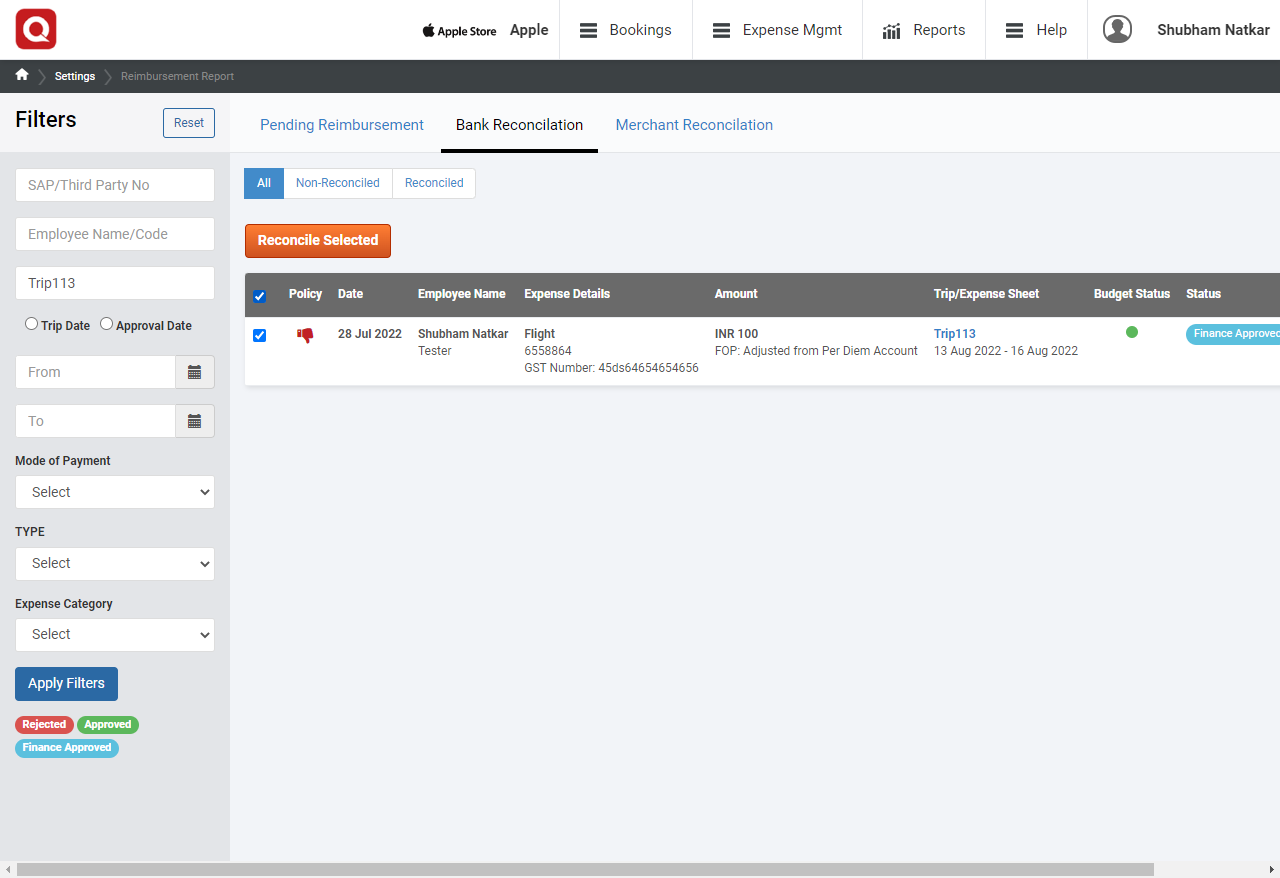 Apple Store Apple Bookings Expense Mgmt Reports Help Shubham Natkar
Settings Reimbursement Report
Filters
Reset
SAP/Third Party No
Employee Name/Code
Trip113
Trip Date Approval Date
From
To
Mode of Payment
Select
TYPE
Select
Expense Category
Select
Apply Filters
Rejected Approved
Finance Approved
Pending Reimbursement Bank Reconcilation Merchant Reconcilation
All Non-Reconciled Reconciled
Reconcile Selected
Policy Date Employee Name Expense Details Amount Trip/Expense Sheet Budget Status Status
28 Jul 2022 Shubham Natkar Flight INR 100 Trip113 Finance Approved
Tester 6558864 FOP: Adjusted from Per Diem Account 13 Aug 2022 - 16 Aug 2022
GST Number: 45ds64654654656